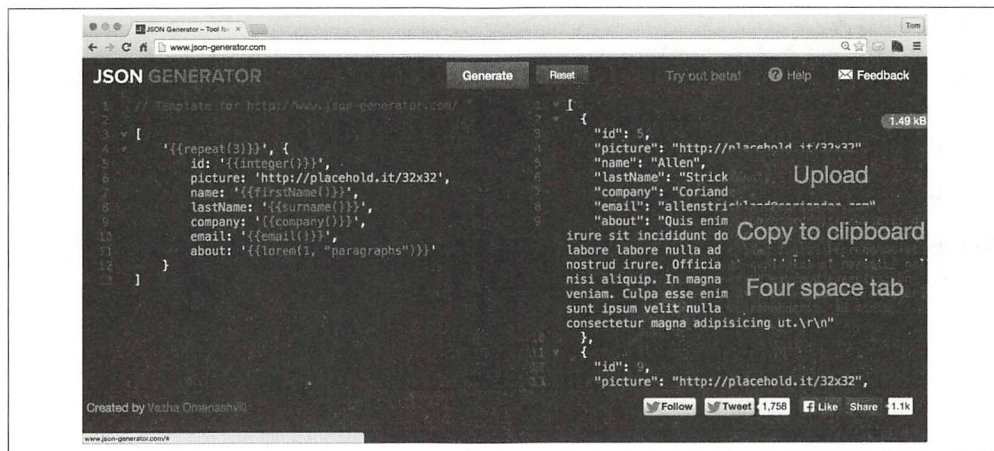 JSON Generator – Tool for
Tom
www.json-generator.com
JSON GENERATOR
Generate
Reset
Try out beta!
Help
Feedback
1 // Template for http://www.json-generator.com/
2
3 [
4 '{{repeat(3)}}', {
5 id: '{{integer()}}',
6 picture: 'http://placehold.it/32x32',
7 name: '{{firstName()}}',
8 lastName: '{{surname()}}',
9 company: '{{company()}}',
10 email: '{{email()}}',
11 about: '{{lorem(1, "paragraphs")}}'
12 }
13 ]
1 [
2 {
3 "id": 5,
4 "picture": "http://placehold.it/32x32"
5 "name": "Allen",
6 "lastName": "Strick
7 "company": "Coriand
8 "email": "allenstrickland@coriander.com"
9 "about": "Quis enim
irure sit incididunt do
labore labore nulla ad
nostrud irure. Officia
nisi aliquip. In magna
veniam. Culpa esse enim
sunt ipsum velit nulla
consectetur magna adipisicing ut.\r\n"
10 },
11 {
12 "id": 9,
13 "picture": "http://placehold.it/32x32",
1.49 kB
Upload
Copy to clipboard
Four space tab
Created by Vazha Omanashvili
Follow
Tweet
1,758
Like
Share
1.1k
www.json-generator.com/#